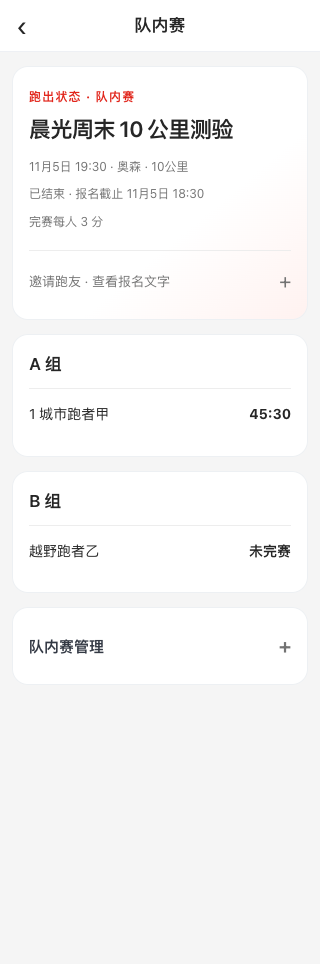 ‹ 队内赛
跑出状态 · 队内赛
晨光周末 10 公里测验
11月5日 19:30 · 奥森 · 10公里
已结束 · 报名截止 11月5日 18:30
完赛每人 3 分
邀请跑友 · 查看报名文字 +
A 组
1 城市跑者甲 45:30
B 组
越野跑者乙 未完赛
队内赛管理 +